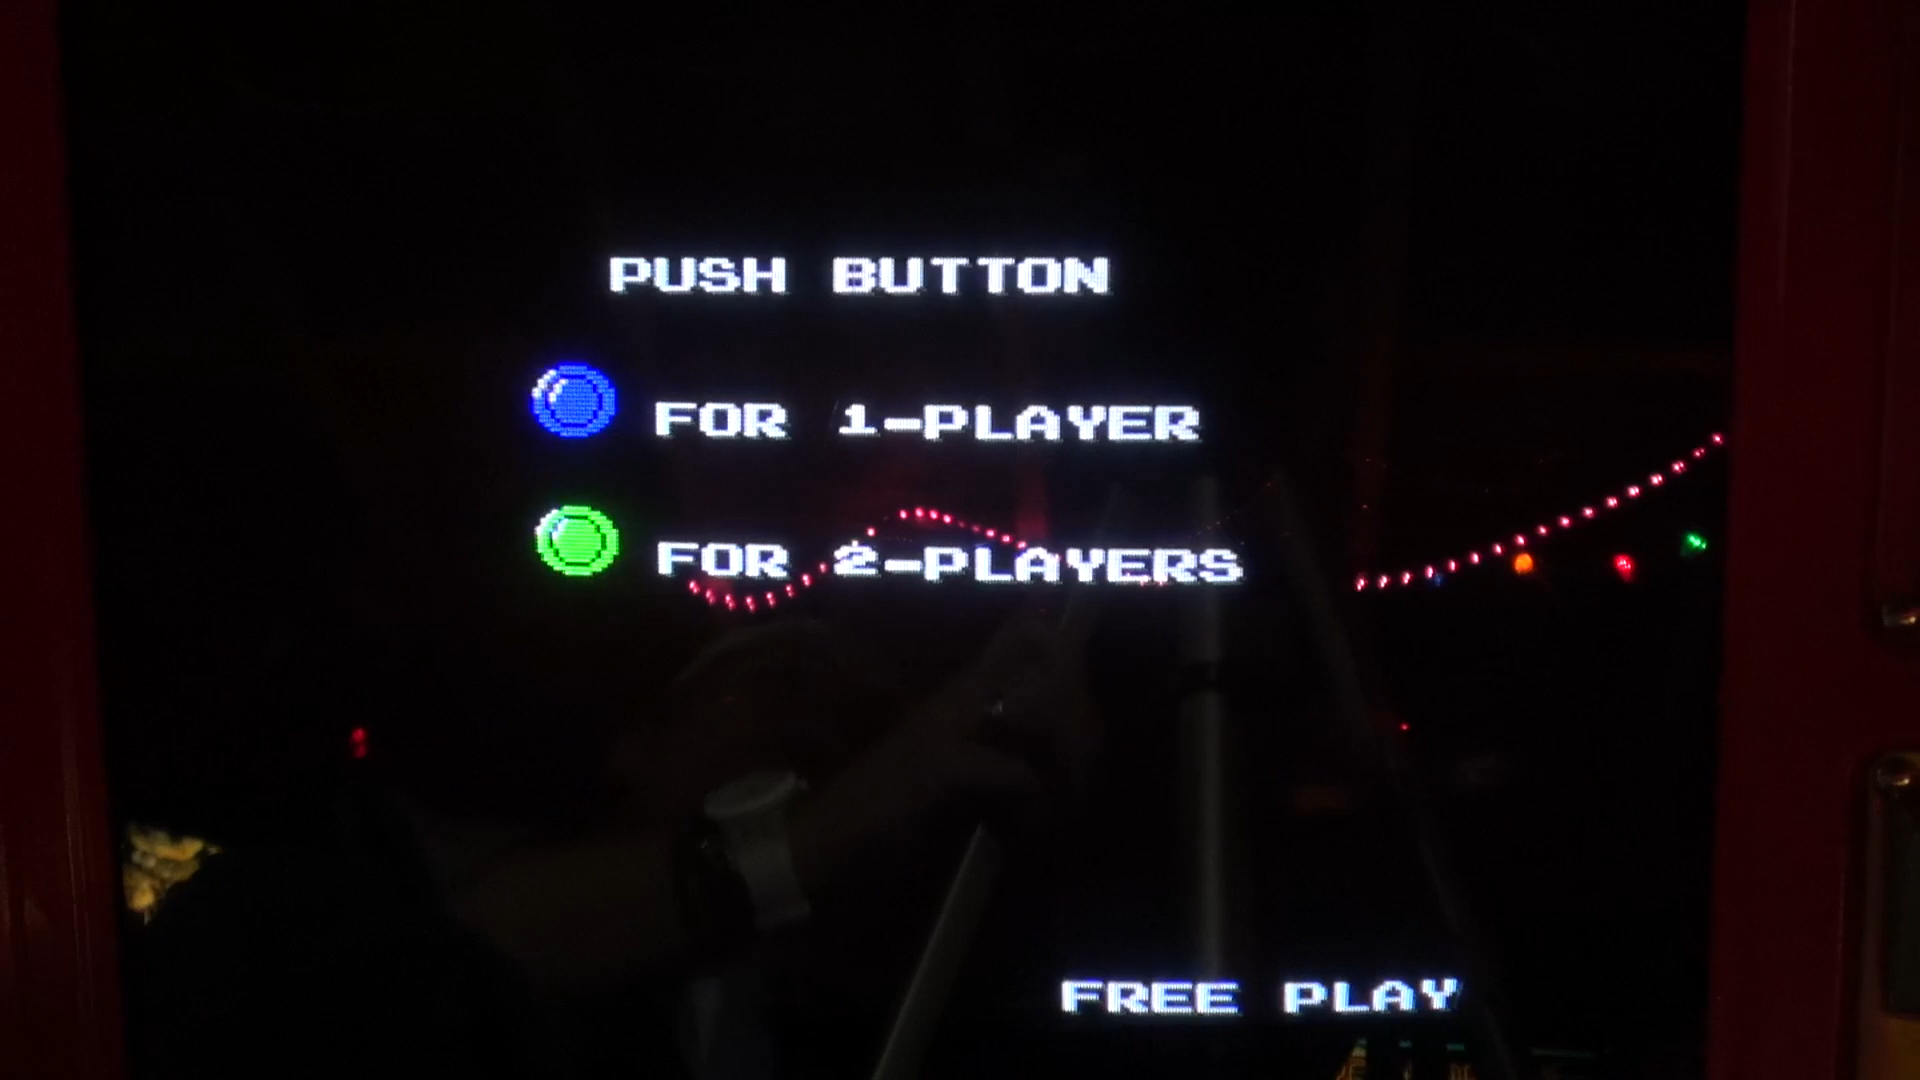 PUSH BUTTON
FOR 1-PLAYER
FOR 2-PLAYERS
FREE PLAY